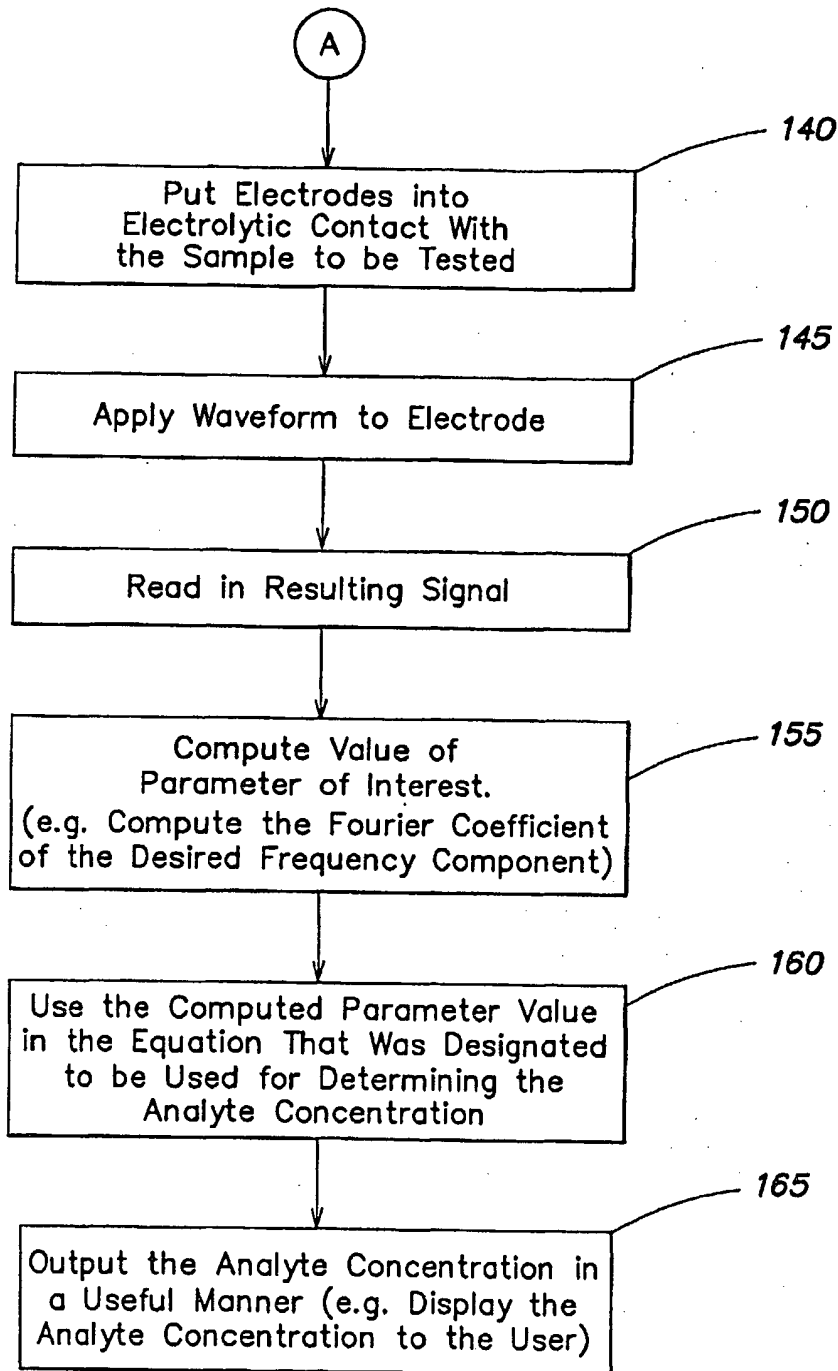 A
140
Put Electrodes into
Electrolytic Contact With
the Sample to be Tested
145
Apply Waveform to Electrode
150
Read in Resulting Signal
155
Compute Value of
Parameter of Interest.
(e.g. Compute the Fourier Coefficient
of the Desired Frequency Component)
160
Use the Computed Parameter Value
in the Equation That Was Designated
to be Used for Determining the
Analyte Concentration
165
Output the Analyte Concentration in
a Useful Manner (e.g. Display the
Analyte Concentration to the User)